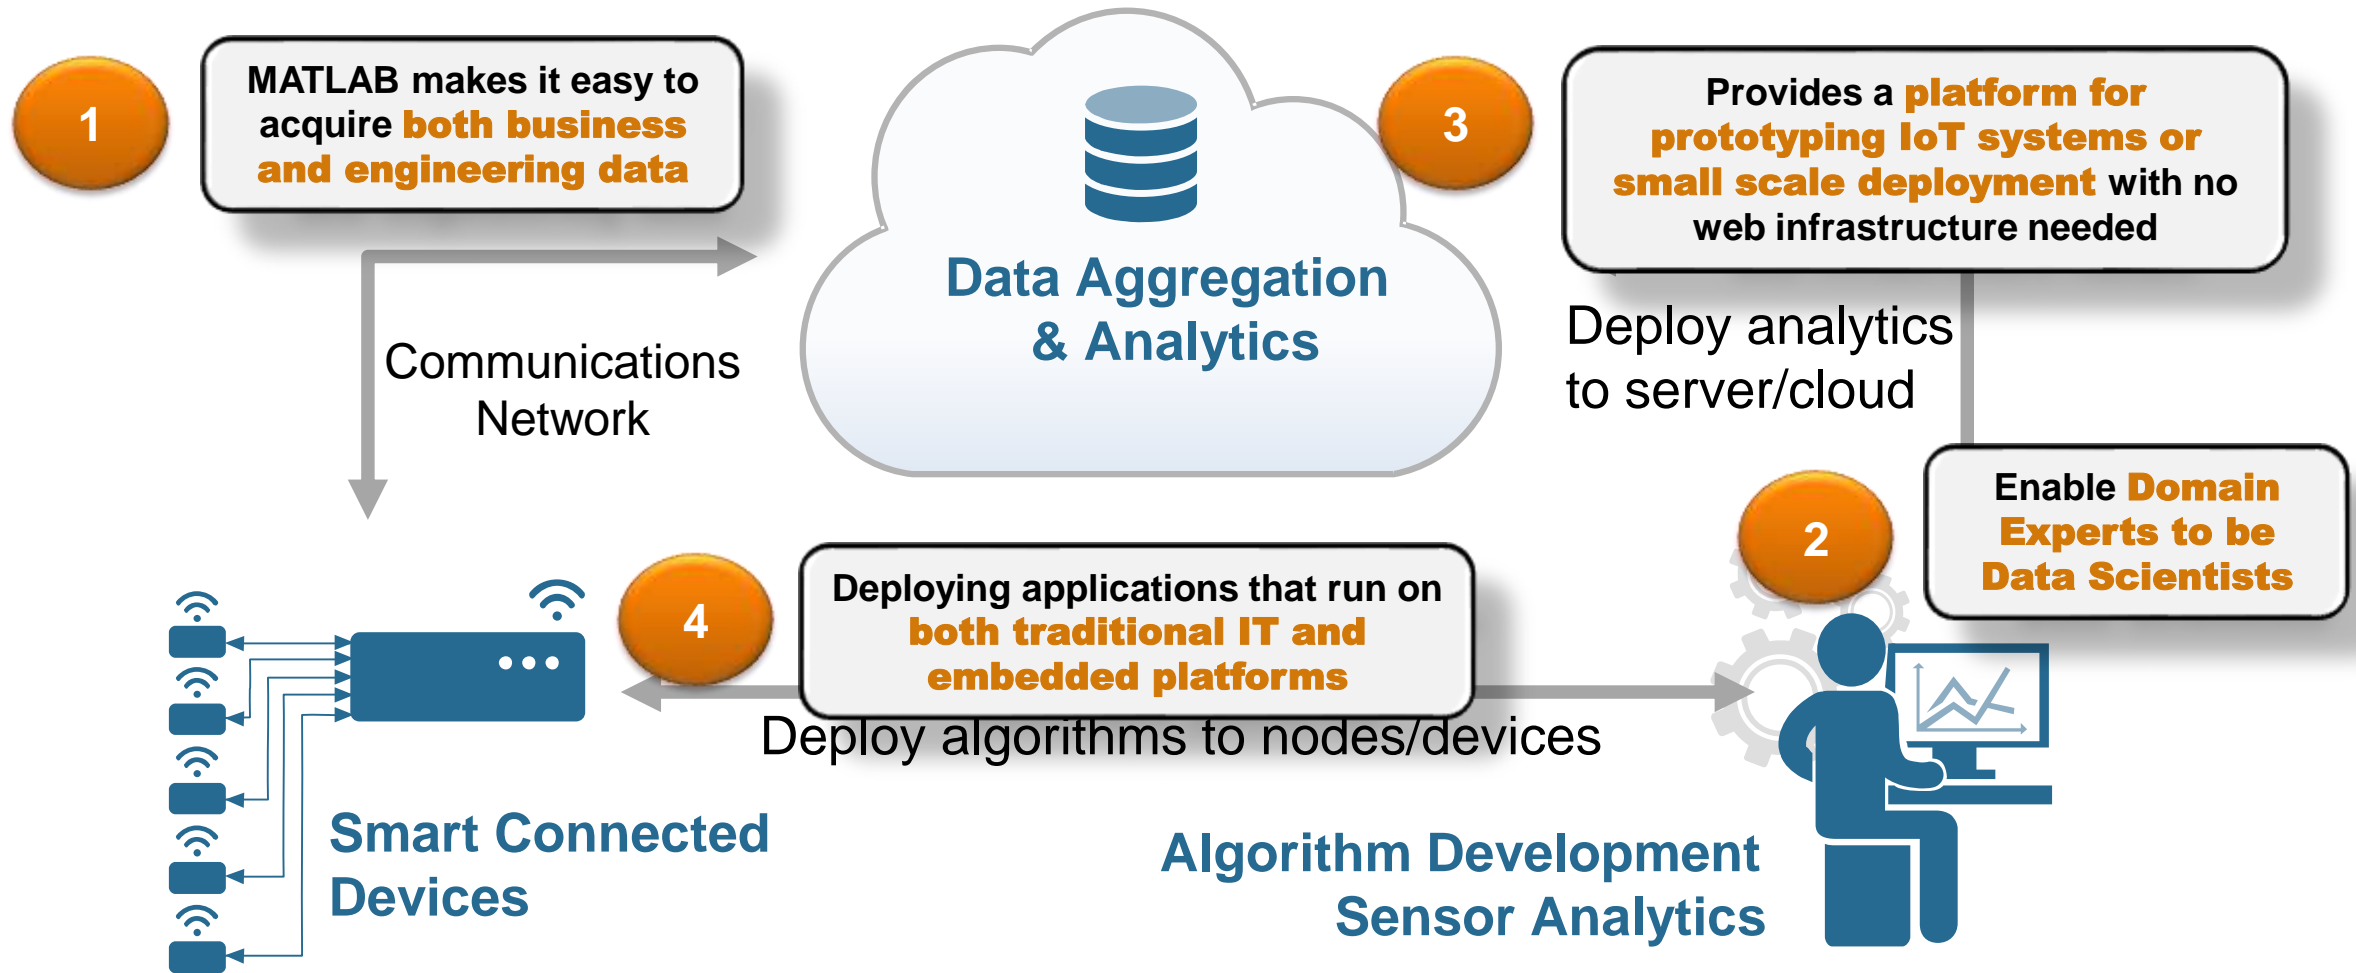 1
MATLAB makes it easy to
acquire both business
and engineering data
3
Provides a platform for
prototyping IoT systems or
small scale deployment with no
web infrastructure needed
Data Aggregation
& Analytics
Communications
Network
Deploy analytics
to server/cloud
2
Enable Domain
Experts to be
Data Scientists
4
Deploying applications that run on
both traditional IT and
embedded platforms
Deploy algorithms to nodes/devices
Smart Connected
Devices
Algorithm Development
Sensor Analytics